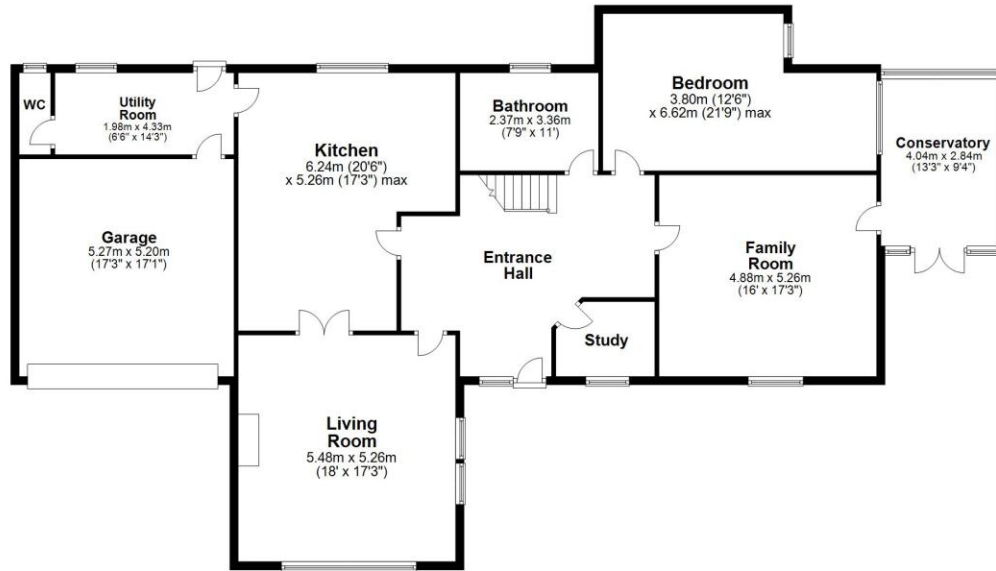 WC
Utility
Room
1.98m x 4.33m
(6'6" x 14'3")
Kitchen
6.24m (20'6")
x 5.26m (17'3") max
Bathroom
2.37m x 3.36m
(7'9" x 11')
Bedroom
3.80m (12'6")
x 6.62m (21'9") max
Conservatory
4.04m x 2.84m
(13'3" x 9'4")
Garage
5.27m x 5.20m
(17'3" x 17'1")
Entrance
Hall
Family
Room
4.88m x 5.26m
(16' x 17'3")
Study
Living
Room
5.48m x 5.26m
(18' x 17'3")